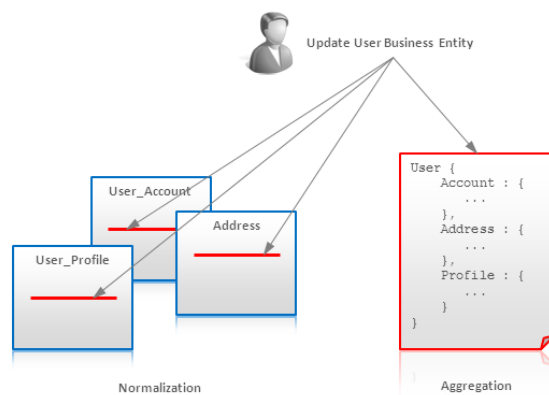 Update User Business Entity
User_Account
Address
User_Profile
User {
Account : {
...
},
Address : {
...
},
Profile : {
...
}
}
Normalization
Aggregation